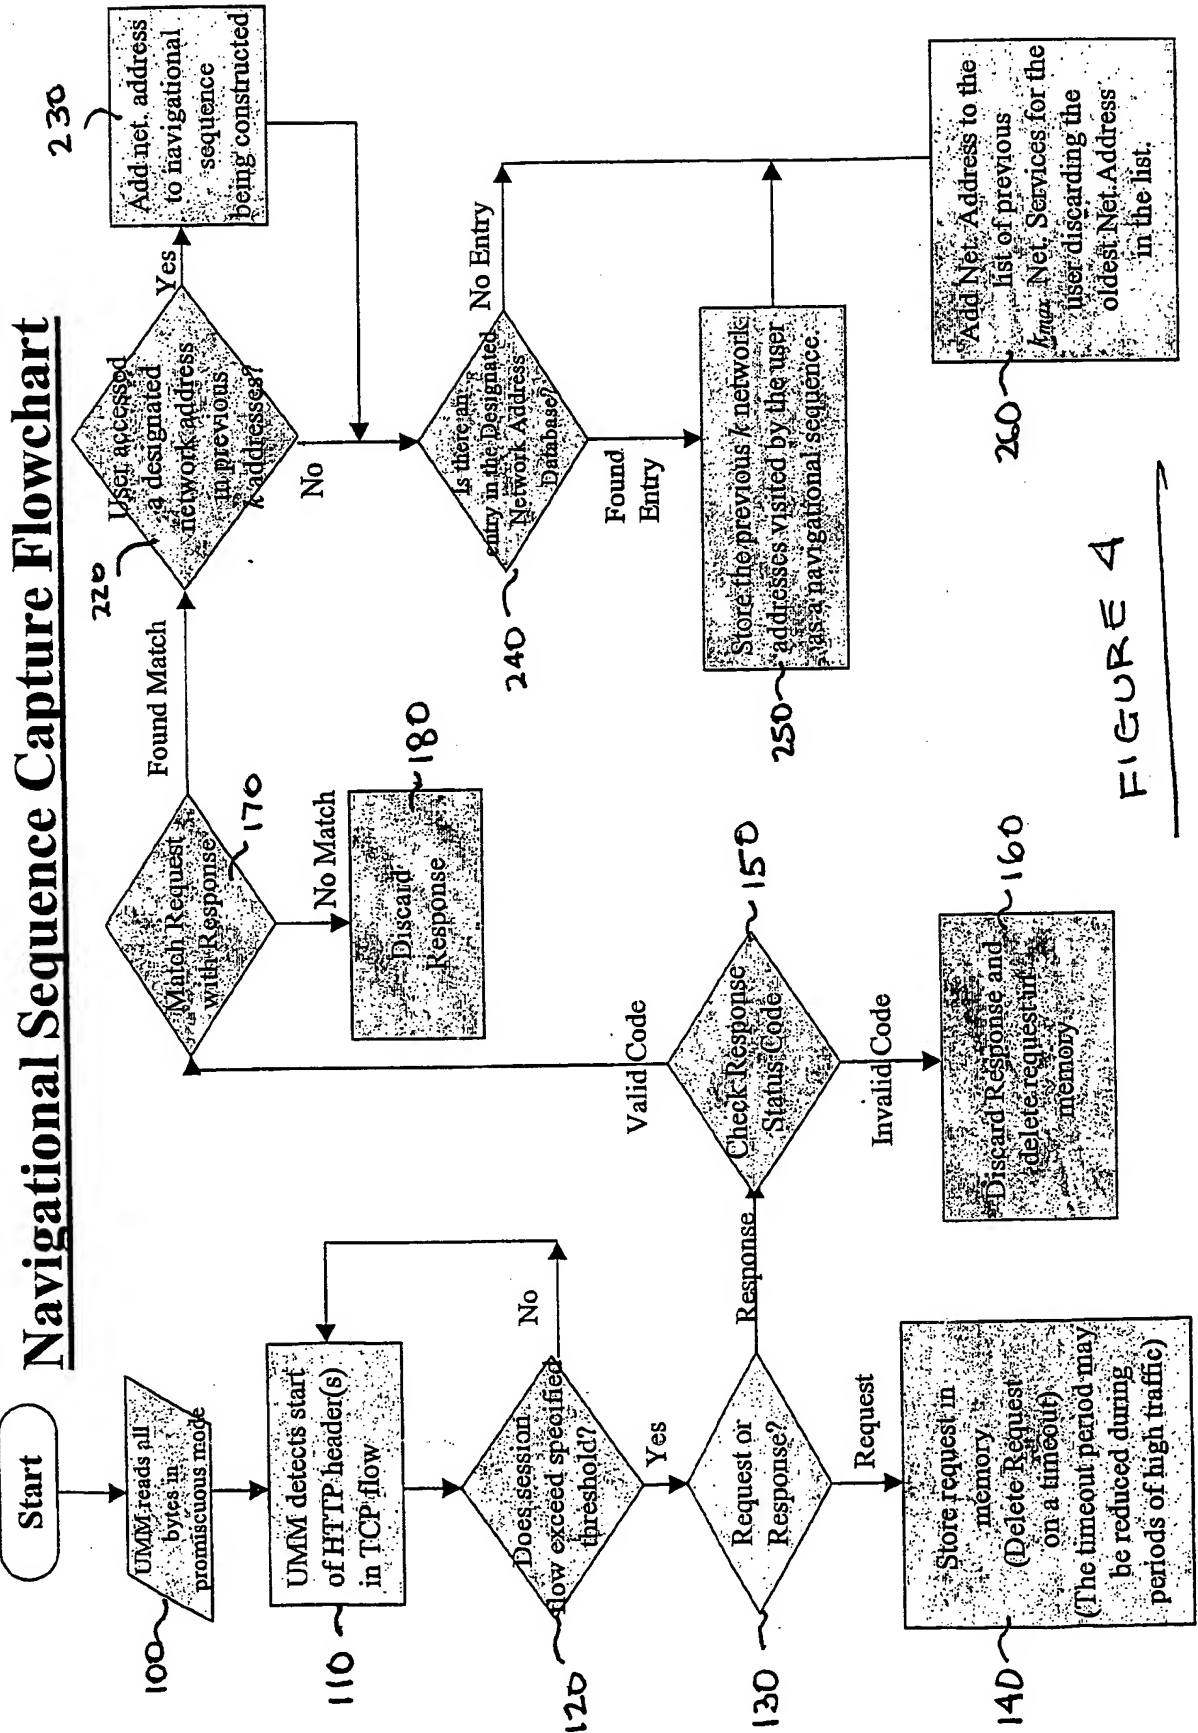 Navigational Sequence Capture Flowchart
Start
UMM reads all
bytes in
promiscuous mode
100
UMM detects start
of HTTP header(s)
in TCP flow
110
Does session
flow exceed specified
threshold?
120
No
Yes
Request or
Response?
130
Response
Request
Store request in
memory.
(Delete Request
on a timeout)
(The timeout period may
be reduced during
periods of high traffic)
140
Check Response
Status Code
150
Valid Code
Invalid Code
Discard Response and
delete request in
memory
160
Match Request
with Response
170
Found Match
No Match
Discard
Response
180
User accessed
a designated
network address
in previous
k addresses?
220
Yes
No
Add net. address
to navigational
sequence
being constructed
230
Is there an
entry in the Designated
Network Address
Database?
240
No Entry
Found
Entry
Store the previous k network
addresses visited by the user
as a navigational sequence.
250
Add Net. Address to the
list of previous
kmax Net. Services for the
user discarding the
oldest Net.Address
in the list.
260
FIGURE 4